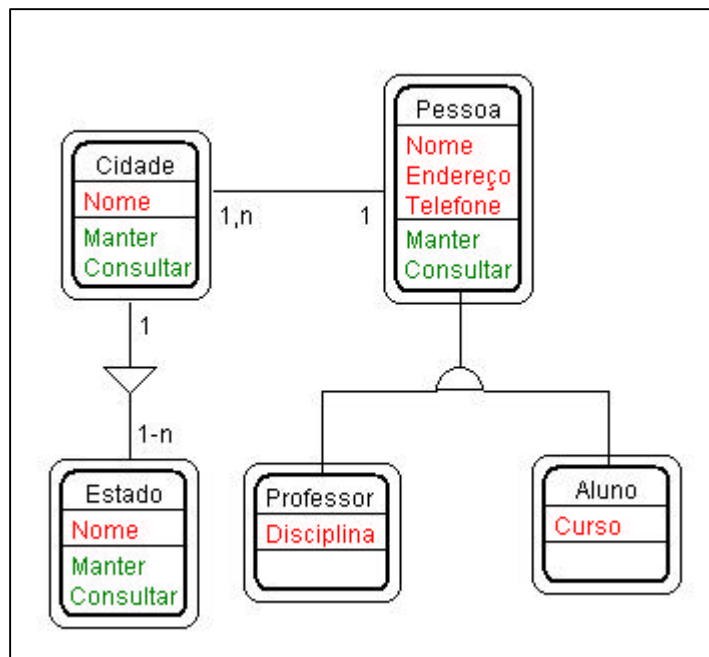 Cidade
Nome
Manter
Consultar
1,n
1
Pessoa
Nome
Endereço
Telefone
Manter
Consultar
1
1-n
Estado
Nome
Manter
Consultar
Professor
Disciplina
Aluno
Curso